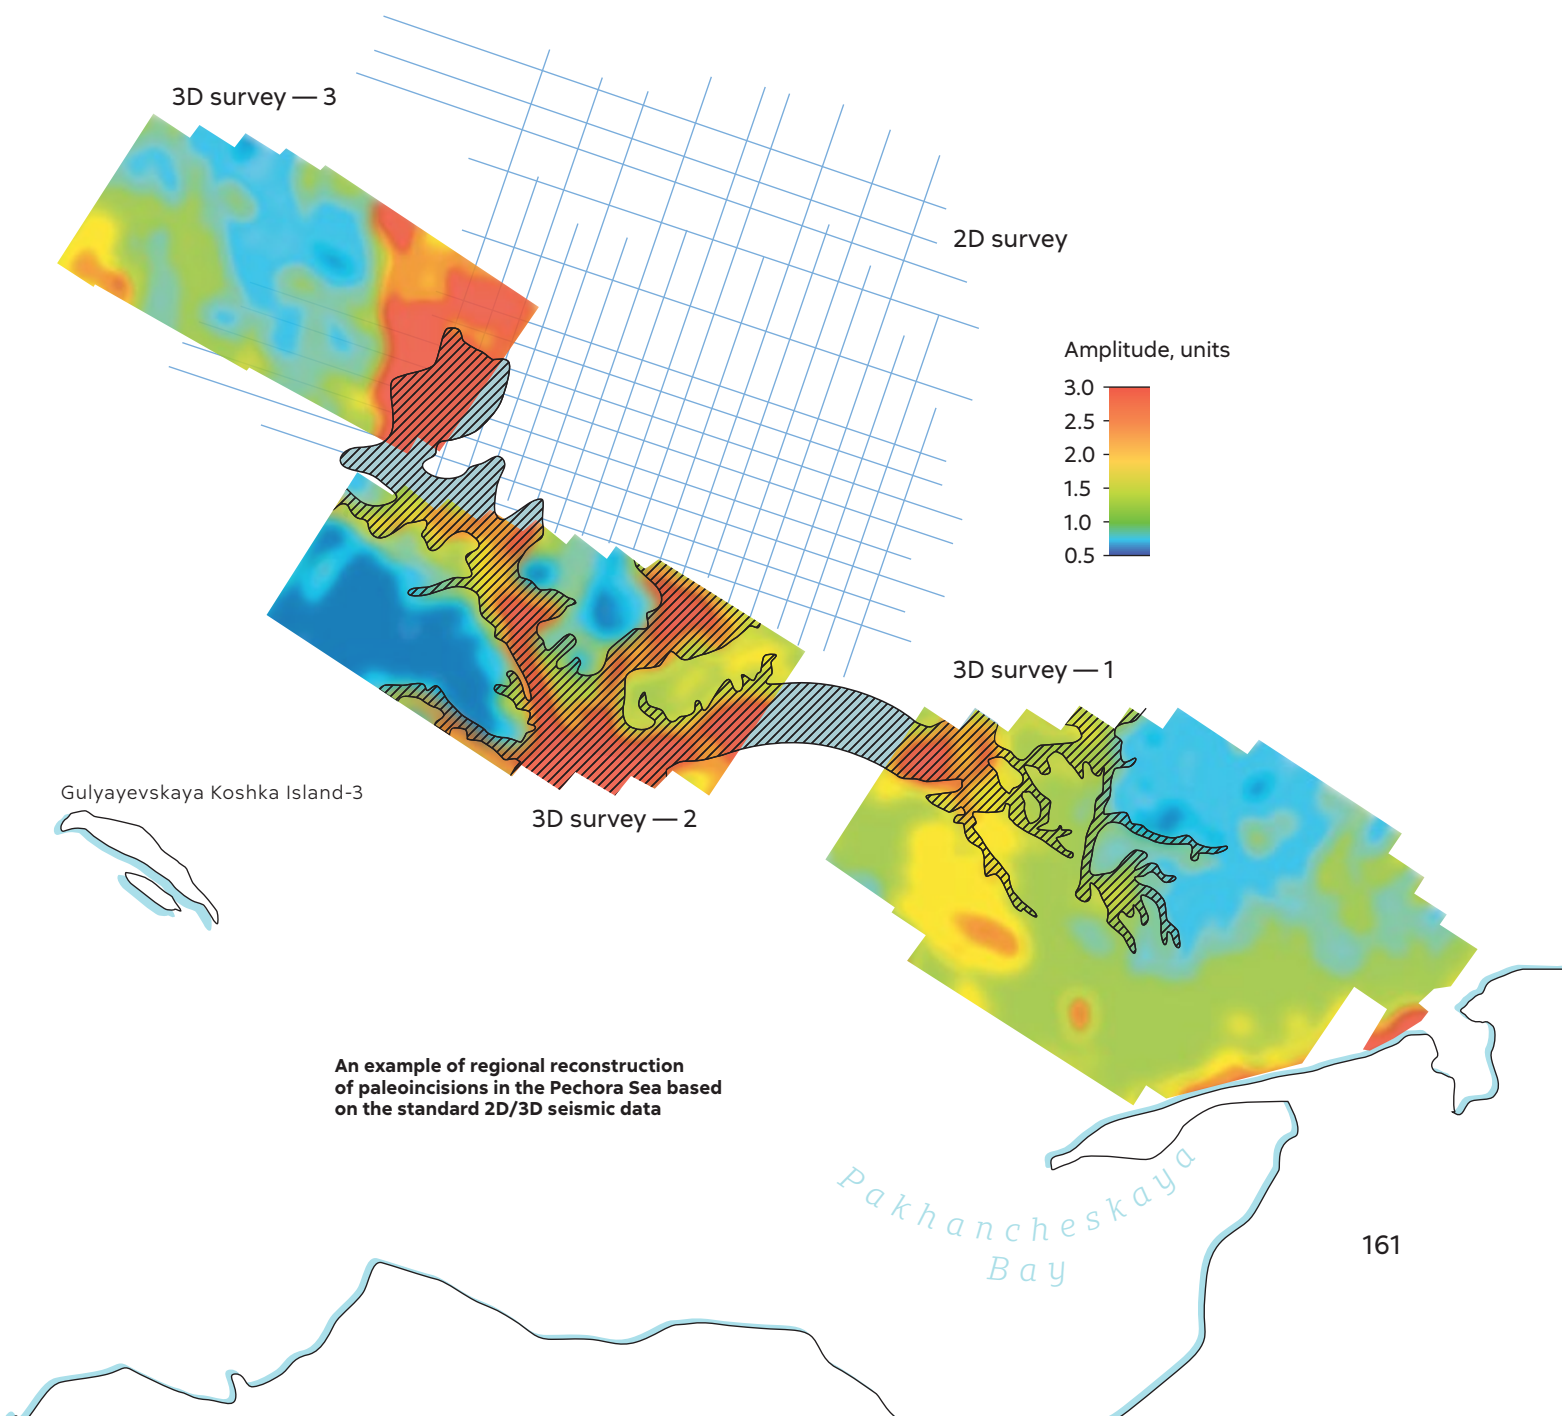 3D survey — 3
2D survey
Amplitude, units
3.0
2.5
2.0
1.5
1.0
0.5
3D survey — 1
Gulyayevskaya Koshka Island-3
3D survey — 2
An example of regional reconstruction
of paleoincisions in the Pechora Sea based
on the standard 2D/3D seismic data
Pakhancheskaya
Bay
161